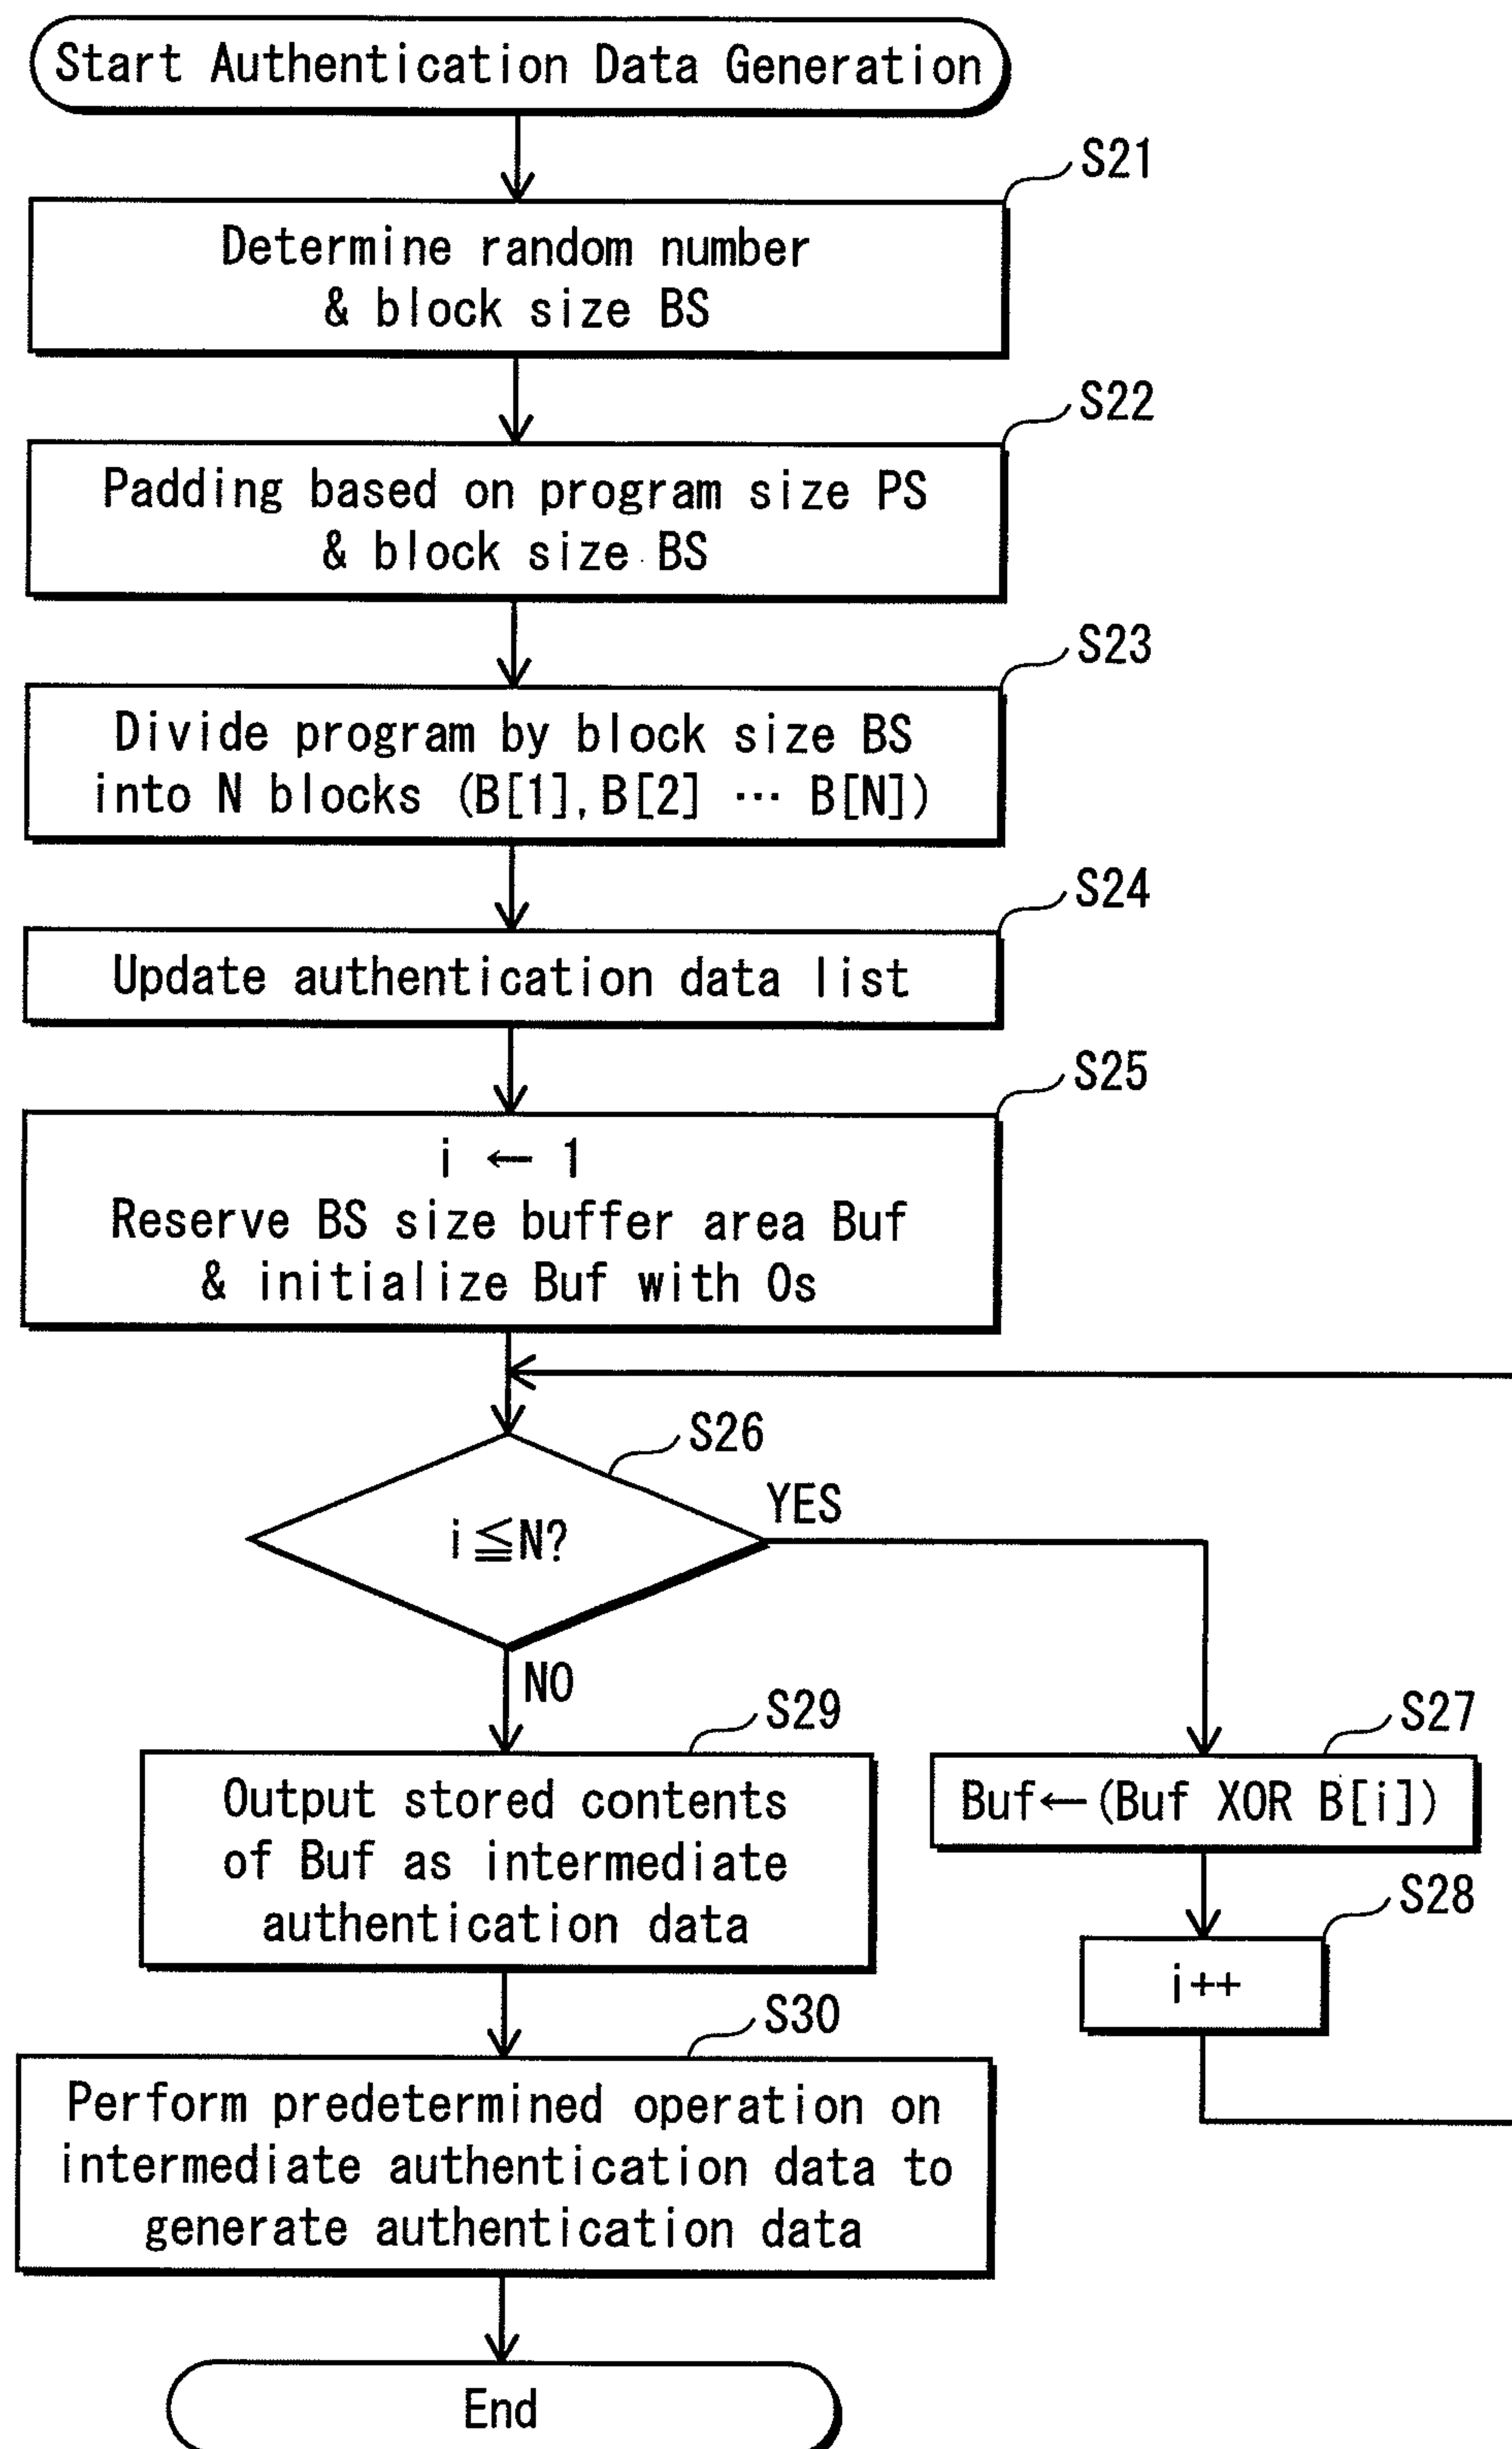 Start Authentication Data Generation
S21
Determine random number
& block size BS
S22
Padding based on program size PS
& block size BS
S23
Divide program by block size BS
into N blocks (B[1],B[2] ··· B[N])
S24
Update authentication data list
S25
i ← 1
Reserve BS size buffer area Buf
& initialize Buf with 0s
S26
i≦N?
YES
NO
S29
Output stored contents
of Buf as intermediate
authentication data
S27
Buf←(Buf XOR B[i])
S28
i++
S30
Perform predetermined operation on
intermediate authentication data to
generate authentication data
End